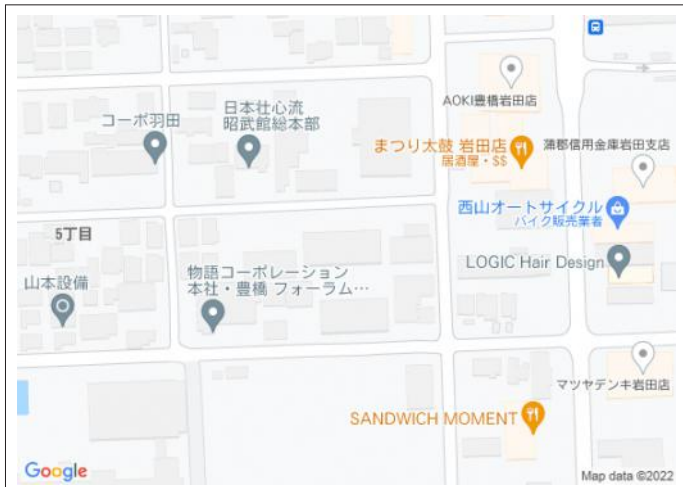 AOKI豊橋岩田店
コーポ羽田
日本壮心流
昭武館総本部
まつり太鼓 岩田店
居酒屋・SS
蒲郡信用金庫岩田支店
西山オートサイクル
バイク販売業者
5丁目
LOGIC Hair Design
山本設備
物語コーポレーション
本社・豊橋 フォーラム…
マツヤデンキ岩田店
SANDWICH MOMENT
Google
Map data ©2022